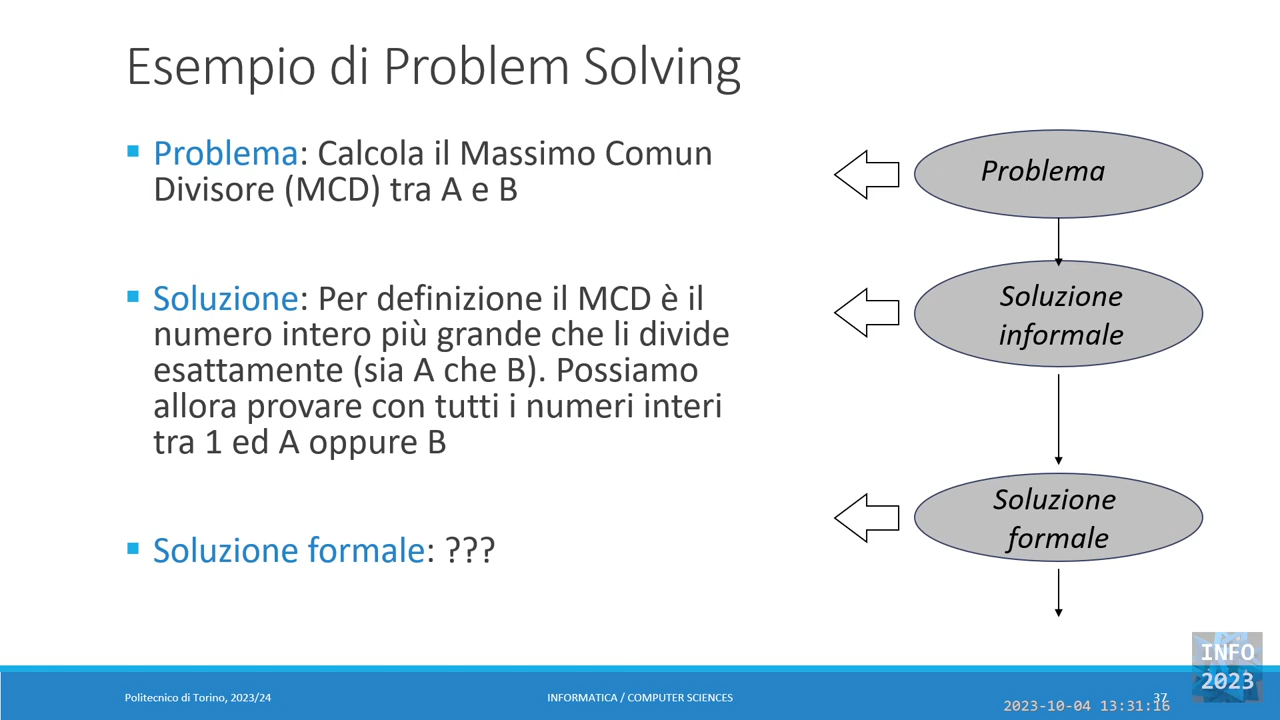 Esempio di Problem Solving
Problema: Calcola il Massimo Comun
Divisore (MCD) tra A e B
Soluzione: Per definizione il MCD è il
numero intero più grande che li divide
esattamente (sia A che B). Possiamo
allora provare con tutti i numeri interi
tra 1 ed A oppure B
Soluzione formale: ???
Problema
Soluzione
informale
Soluzione
formale
Politecnico di Torino, 2023/24
INFORMATICA / COMPUTER SCIENCES
37
2023-10-04 13:31:16
INFO
2023